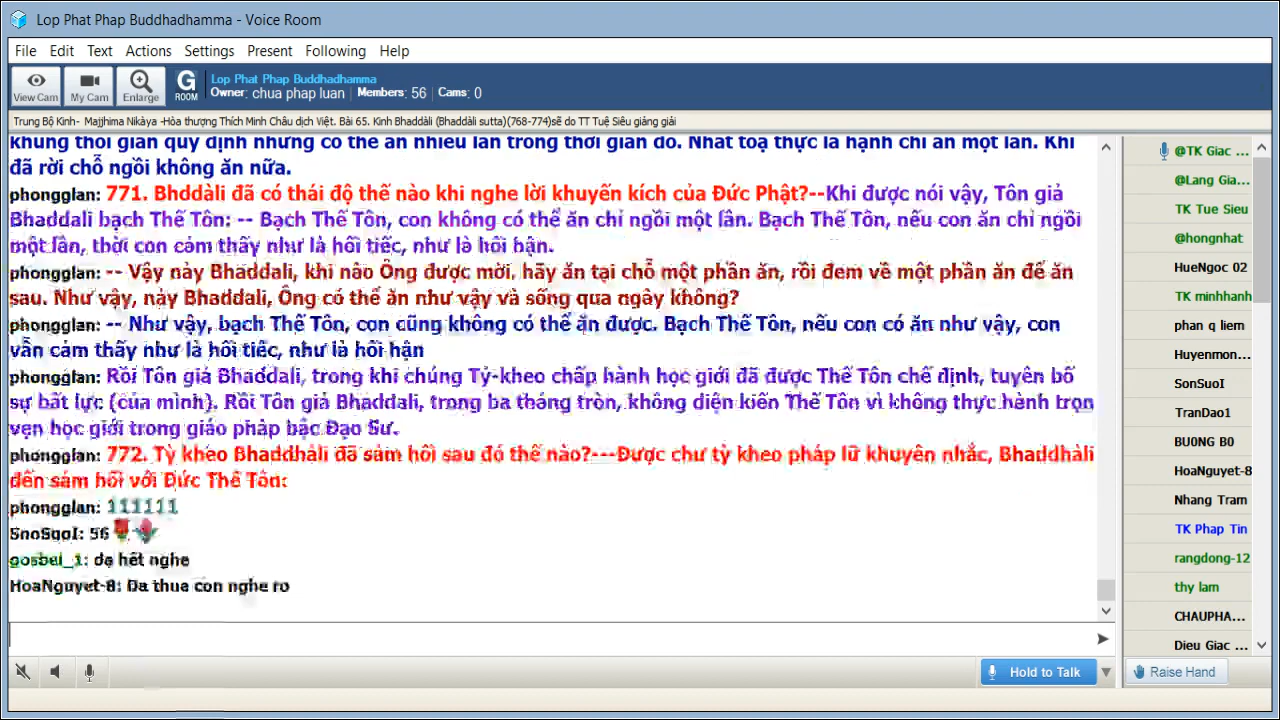 Lop Phat Phap Buddhadhamma - Voice Room
File Edit Text Actions Settings Present Following Help
View Cam My Cam Enlarge G ROOM Lop Phat Phap Buddhadhamma
Owner: chua phap luan Members: 56 Cams: 0
Trung Bộ Kinh- Majjhima Nikàya -Hòa thượng Thích Minh Châu dịch Việt. Bài 65. Kinh Bhaddàli (Bhaddàli sutta)(768-774)sẽ do TT Tuệ Siêu giảng giải
khung thời gian quy định nhưng có thể ăn nhiều lần trong thời gian đó. Nhất toạ thực là hạnh chỉ ăn một lần. Khi
đã rời chỗ ngồi không ăn nữa.
phongglan: 771. Bhddàli đã có thái độ thế nào khi nghe lời khuyến kích của Đức Phật?--Khi được nói vậy, Tôn giả
Bhaddali bạch Thế Tôn: -- Bạch Thế Tôn, con không có thể ăn chỉ ngồi một lần. Bạch Thế Tôn, nếu con ăn chỉ ngồi
một lần, thời con cảm thấy như là hối tiếc, như là hối hận.
phongglan: -- Vậy này Bhaddali, khi nào Ông được mời, hãy ăn tại chỗ một phần ăn, rồi đem về một phần ăn để ăn
sau. Như vậy, này Bhaddali, Ông có thể ăn như vậy và sống qua ngày không?
phongglan: -- Như vậy, bạch Thế Tôn, con cũng không có thể ăn được. Bạch Thế Tôn, nếu con có ăn như vậy, con
vẫn cảm thấy như là hối tiếc, như là hối hận
phongglan: Rồi Tôn giả Bhaddali, trong khi chúng Tỷ-kheo chấp hành học giới đã được Thế Tôn chế định, tuyên bố
sự bất lực (của mình). Rồi Tôn giả Bhaddali, trong ba tháng tròn, không diện kiến Thế Tôn vì không thực hành trọn
vẹn học giới trong giáo pháp bậc Đạo Sư.
phongglan: 772. Tỳ kheo Bhaddhàli đã sám hối sau đó thế nào?---Được chư tỳ kheo pháp lữ khuyên nhắc, Bhaddhàli
đến sám hối với Đức Thế Tôn:
phongglan: 111111
SnoSgoI: 56
gosbui_1: dạ hết nghe
HoaNguyet-8: Da thua con nghe ro
Hold to Talk
@TK Giac ...
@Lang Gia...
TK Tue Sieu
@hongnhat
HueNgoc 02
TK minhhanh
phan q liem
Huyenmon...
SonSuoI
TranDao1
BU0NG B0
HoaNguyet-8
Nhang Tram
TK Phap Tin
rangdong-12
thy lam
CHAUPHA...
Dieu Giac ...
Raise Hand